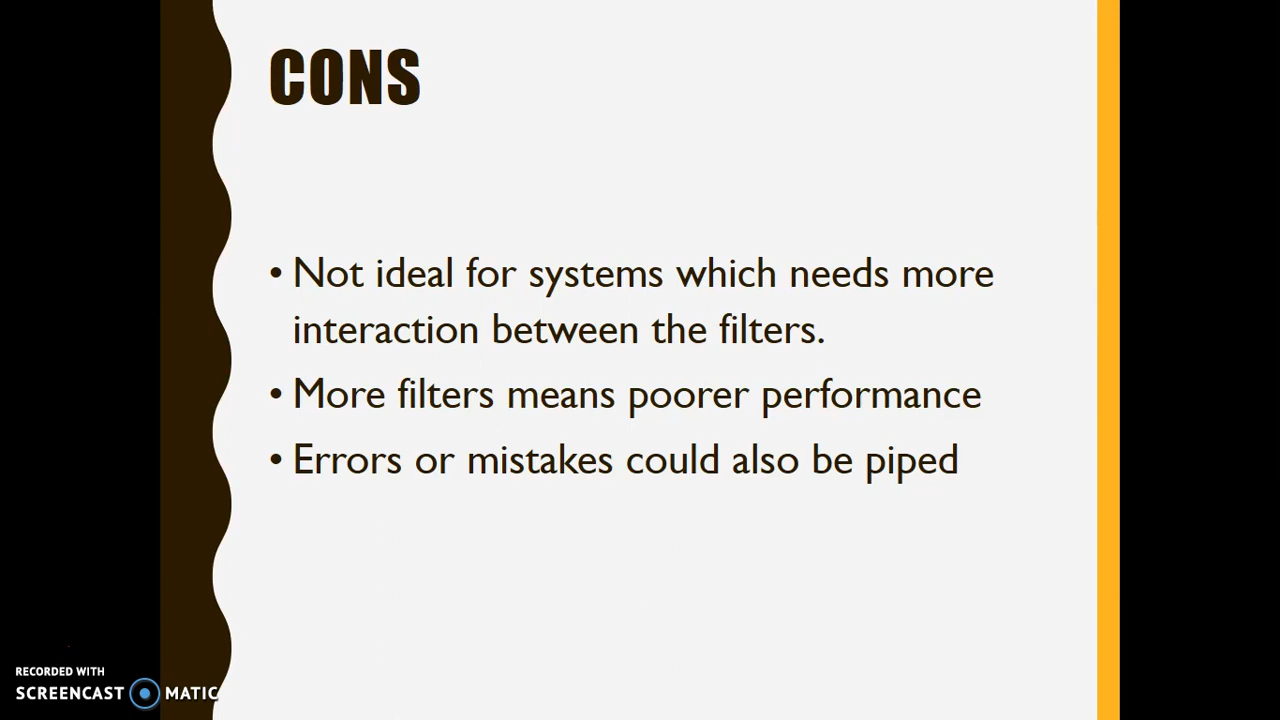 CONS
• Not ideal for systems which needs more
interaction between the filters.
• More filters means poorer performance
• Errors or mistakes could also be piped
RECORDED WITH
SCREENCAST MATIC